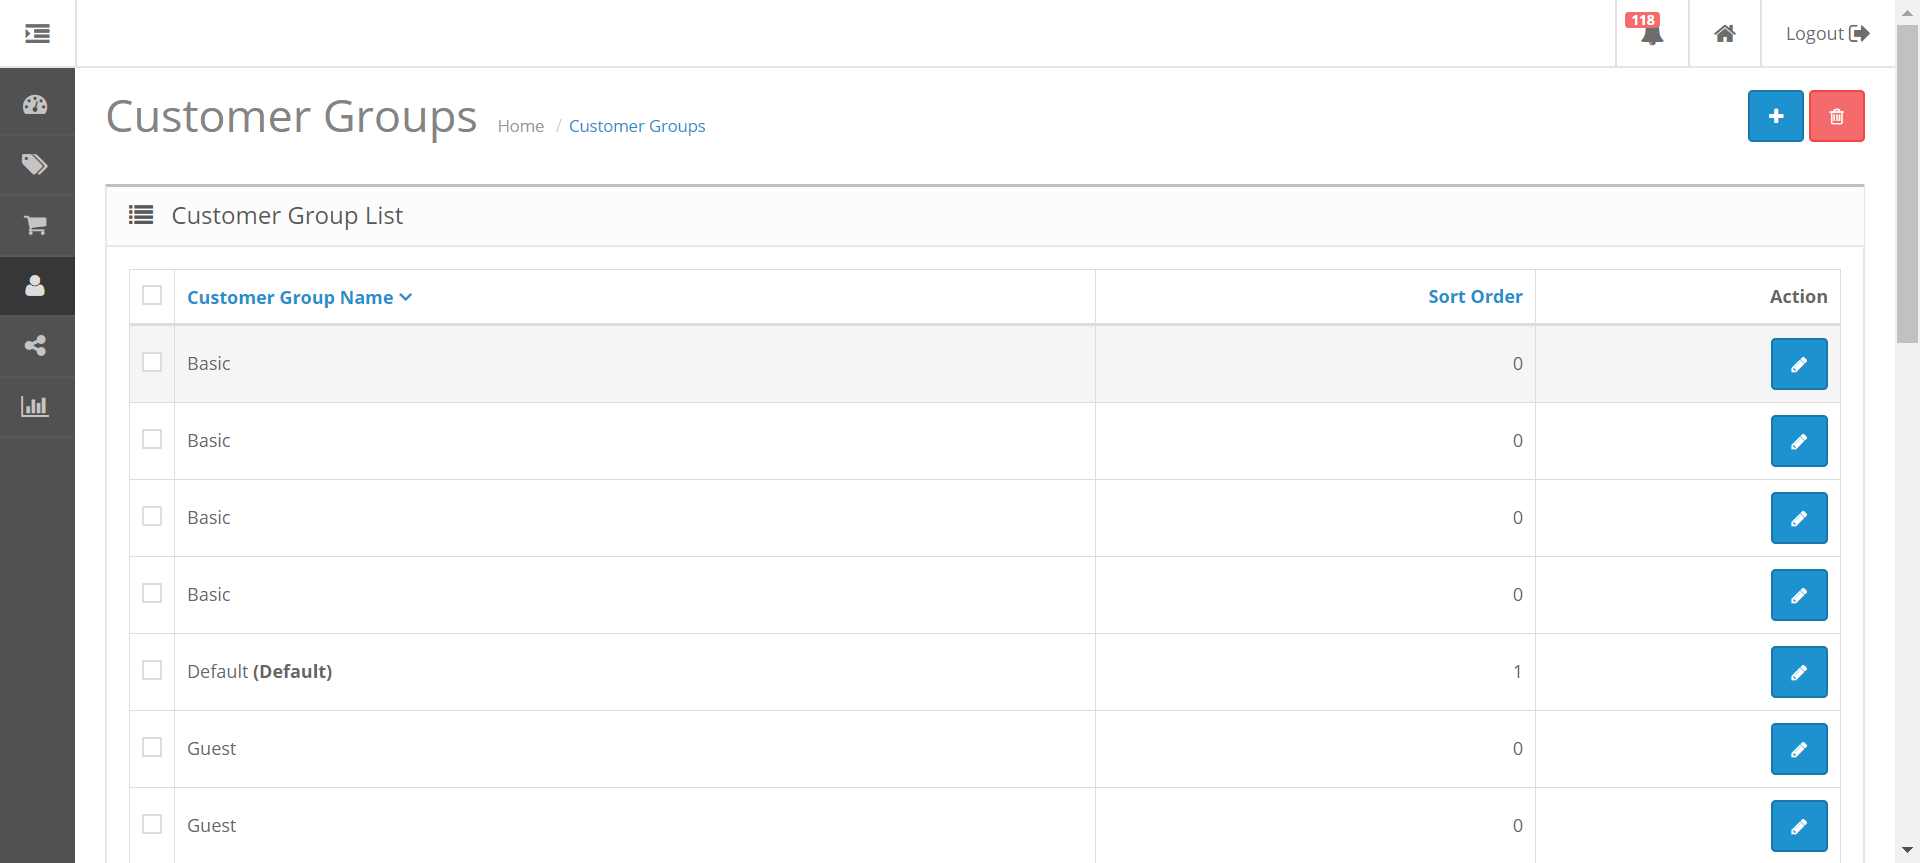 118
Logout
Customer Groups
Home / Customer Groups
Customer Group List
Customer Group Name Sort Order Action
Basic 0
Basic 0
Basic 0
Basic 0
Default (Default) 1
Guest 0
Guest 0